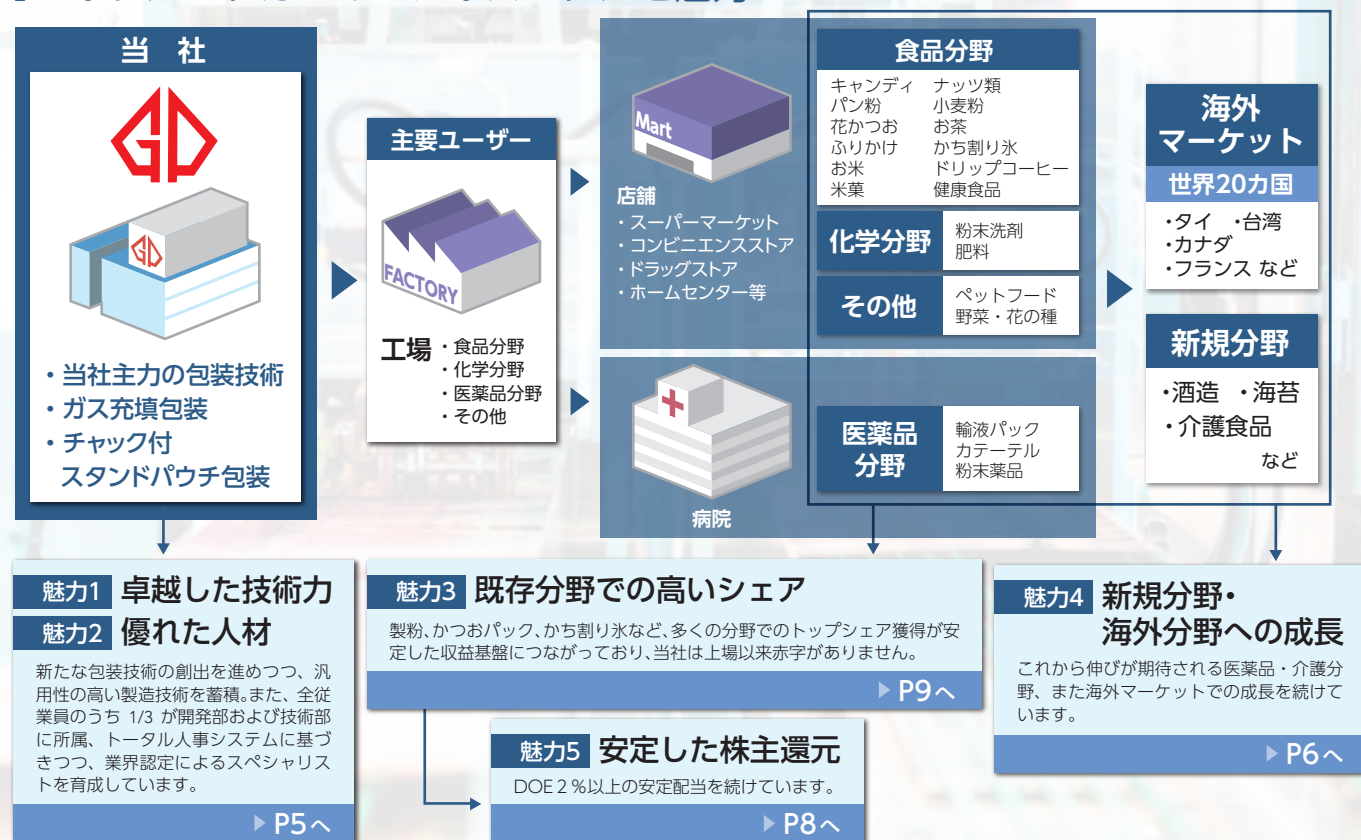 当 社
GD
GD
・当社主力の包装技術
・ガス充填包装
・チャック付
スタンドパウチ包装
主要ユーザー
FACTORY
工場
・食品分野
・化学分野
・医薬品分野
・その他
Mart
店舗
・スーパーマーケット
・コンビニエンスストア
・ドラッグストア
・ホームセンター等
病院
食品分野
キャンディ ナッツ類
パン粉 小麦粉
花かつお お茶
ふりかけ かち割り氷
お米 ドリップコーヒー
米菓 健康食品
化学分野
粉末洗剤
肥料
その他
ペットフード
野菜・花の種
医薬品
分野
輸液パック
カテーテル
粉末薬品
海外
マーケット
世界20カ国
・タイ ・台湾
・カナダ
・フランス など
新規分野
・酒造 ・海苔
・介護食品
など
魅力1 卓越した技術力
魅力2 優れた人材
新たな包装技術の創出を進めつつ、汎
用性の高い製造技術を蓄積。また、全従
業員のうち 1/3 が開発部および技術部
に所属、トータル人事システムに基づ
きつつ、業界認定によるスペシャリス
トを育成しています。
P5へ
魅力3 既存分野での高いシェア
製粉、かつおパック、かち割り氷など、多くの分野でのトップシェア獲得が安
定した収益基盤につながっており、当社は上場以来赤字がありません。
P9へ
魅力5 安定した株主還元
DOE２％以上の安定配当を続けています。
P8へ
魅力4 新規分野・
海外分野への成長
これから伸びが期待される医薬品・介護分
野、また海外マーケットでの成長を続けて
います。
P6へ